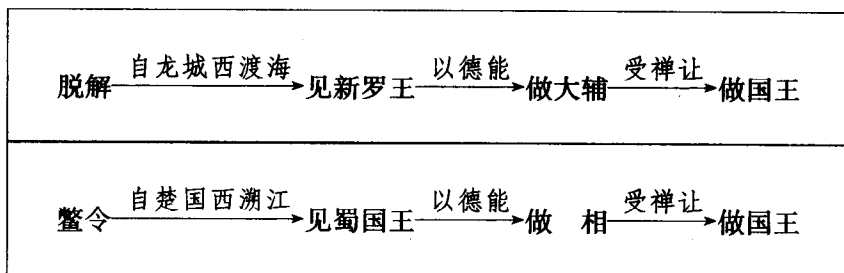 自龙城西渡海 以德能 受禅让
脱解 见新罗王 做大辅 做国王
自楚国西溯江 以德能 受禅让
鳖令 见蜀国王 做 相 做国王